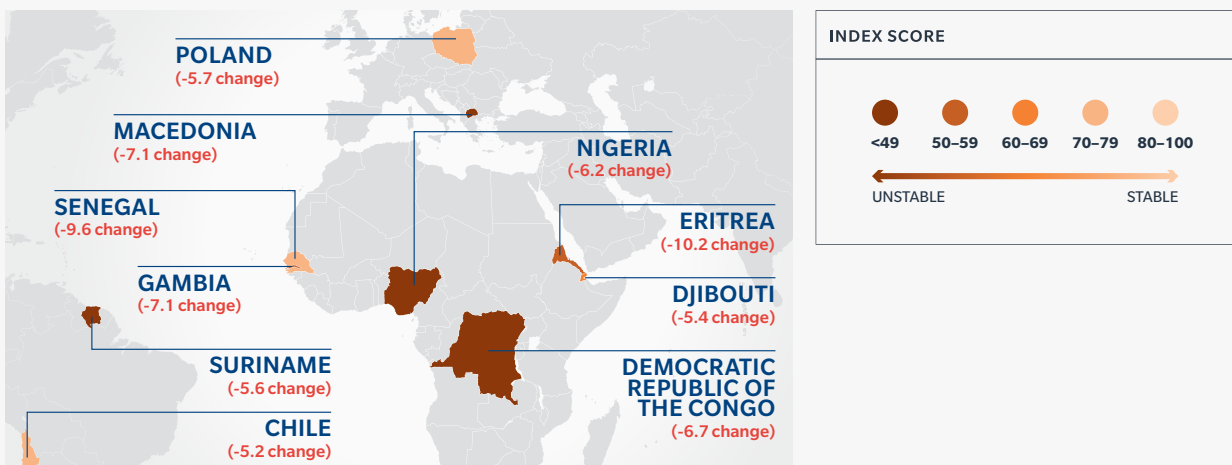 POLAND
(-5.7 change)
MACEDONIA
(-7.1 change)
NIGERIA
(-6.2 change)
SENEGAL
(-9.6 change)
ERITREA
(-10.2 change)
GAMBIA
(-7.1 change)
DJIBOUTI
(-5.4 change)
SURINAME
(-5.6 change)
DEMOCRATIC
REPUBLIC OF
THE CONGO
(-6.7 change)
CHILE
(-5.2 change)
INDEX SCORE
<49 50–59 60–69 70–79 80–100
UNSTABLE STABLE